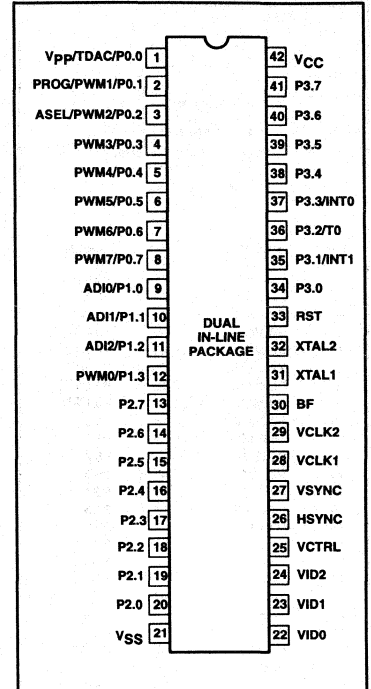 VPP/TDAC/P0.0 1
PROG/PWM1/P0.1 2
ASEL/PWM2/P0.2 3
PWM3/P0.3 4
PWM4/P0.4 5
PWM5/P0.5 6
PWM6/P0.6 7
PWM7/P0.7 8
ADI0/P1.0 9
ADI1/P1.1 10
ADI2/P1.2 11
PWM0/P1.3 12
P2.7 13
P2.6 14
P2.5 15
P2.4 16
P2.3 17
P2.2 18
P2.1 19
P2.0 20
VSS 21
DUAL
IN-LINE
PACKAGE
42 VCC
41 P3.7
40 P3.6
39 P3.5
38 P3.4
37 P3.3/INT0
36 P3.2/T0
35 P3.1/INT1
34 P3.0
33 RST
32 XTAL2
31 XTAL1
30 BF
29 VCLK2
28 VCLK1
27 VSYNC
26 HSYNC
25 VCTRL
24 VID2
23 VID1
22 VID0